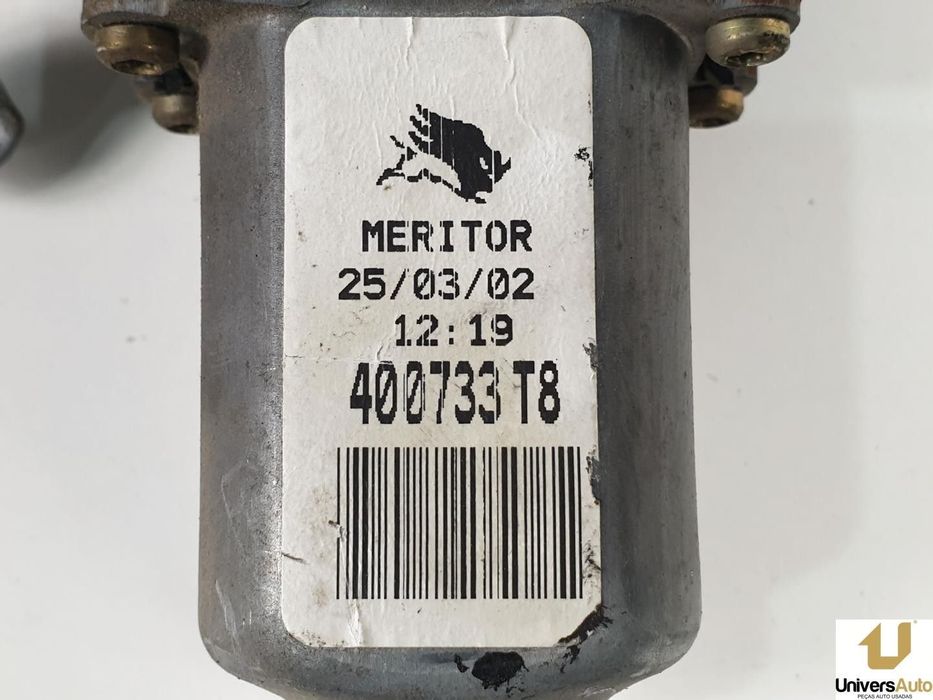 MERITOR
25/03/02
12:19
400733 T8
UniversAuto
PEÇAS AUTO USADAS